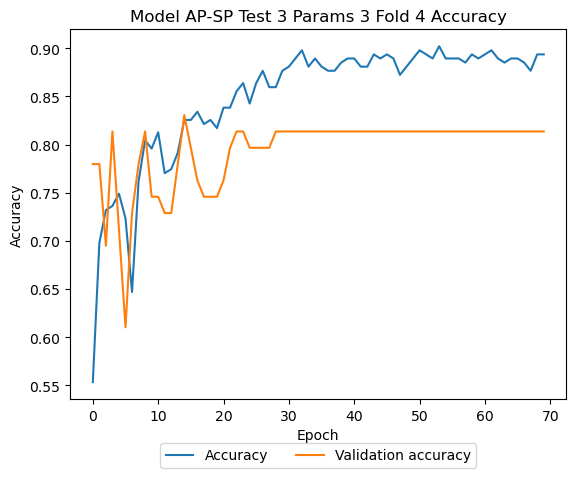 Model AP-SP Test 3 Params 3 Fold 4 Accuracy
0.90
0.85
0.80
0.75
0.70
0.65
0.60
0.55
Accuracy
0 10 20 30 40 50 60 70
Epoch
Accuracy Validation accuracy